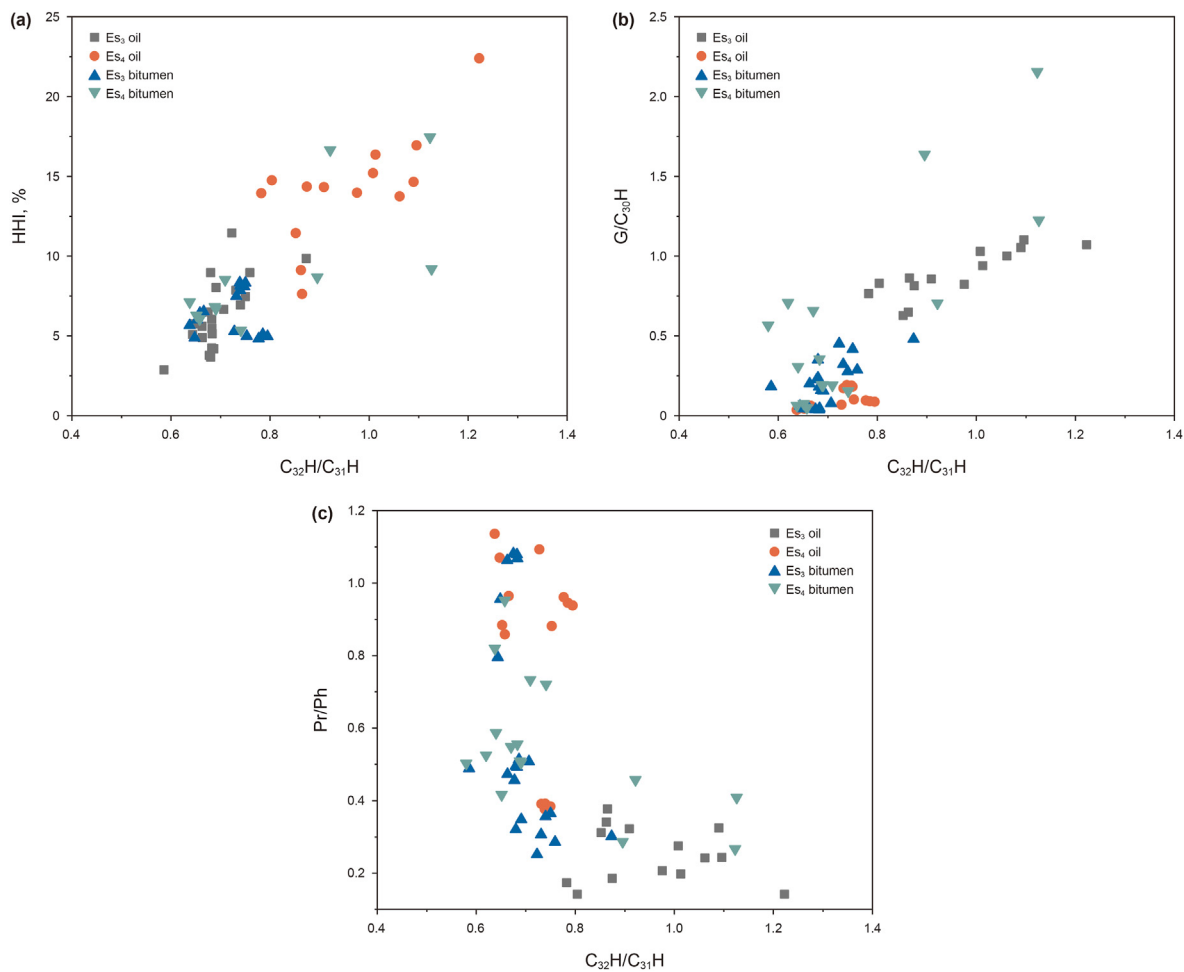 (a)
25
20
15
10
5
0
HHI, %
Es₃ oil
Es₄ oil
Es₃ bitumen
Es₄ bitumen
0.4 0.6 0.8 1.0 1.2 1.4
C₃₂H/C₃₁H
(b)
2.5
2.0
1.5
1.0
0.5
0
G/C₃₀H
Es₃ oil
Es₄ oil
Es₃ bitumen
Es₄ bitumen
0.4 0.6 0.8 1.0 1.2 1.4
C₃₂H/C₃₁H
(c)
1.2
1.0
0.8
0.6
0.4
0.2
Pr/Ph
Es₃ oil
Es₄ oil
Es₃ bitumen
Es₄ bitumen
0.4 0.6 0.8 1.0 1.2 1.4
C₃₂H/C₃₁H